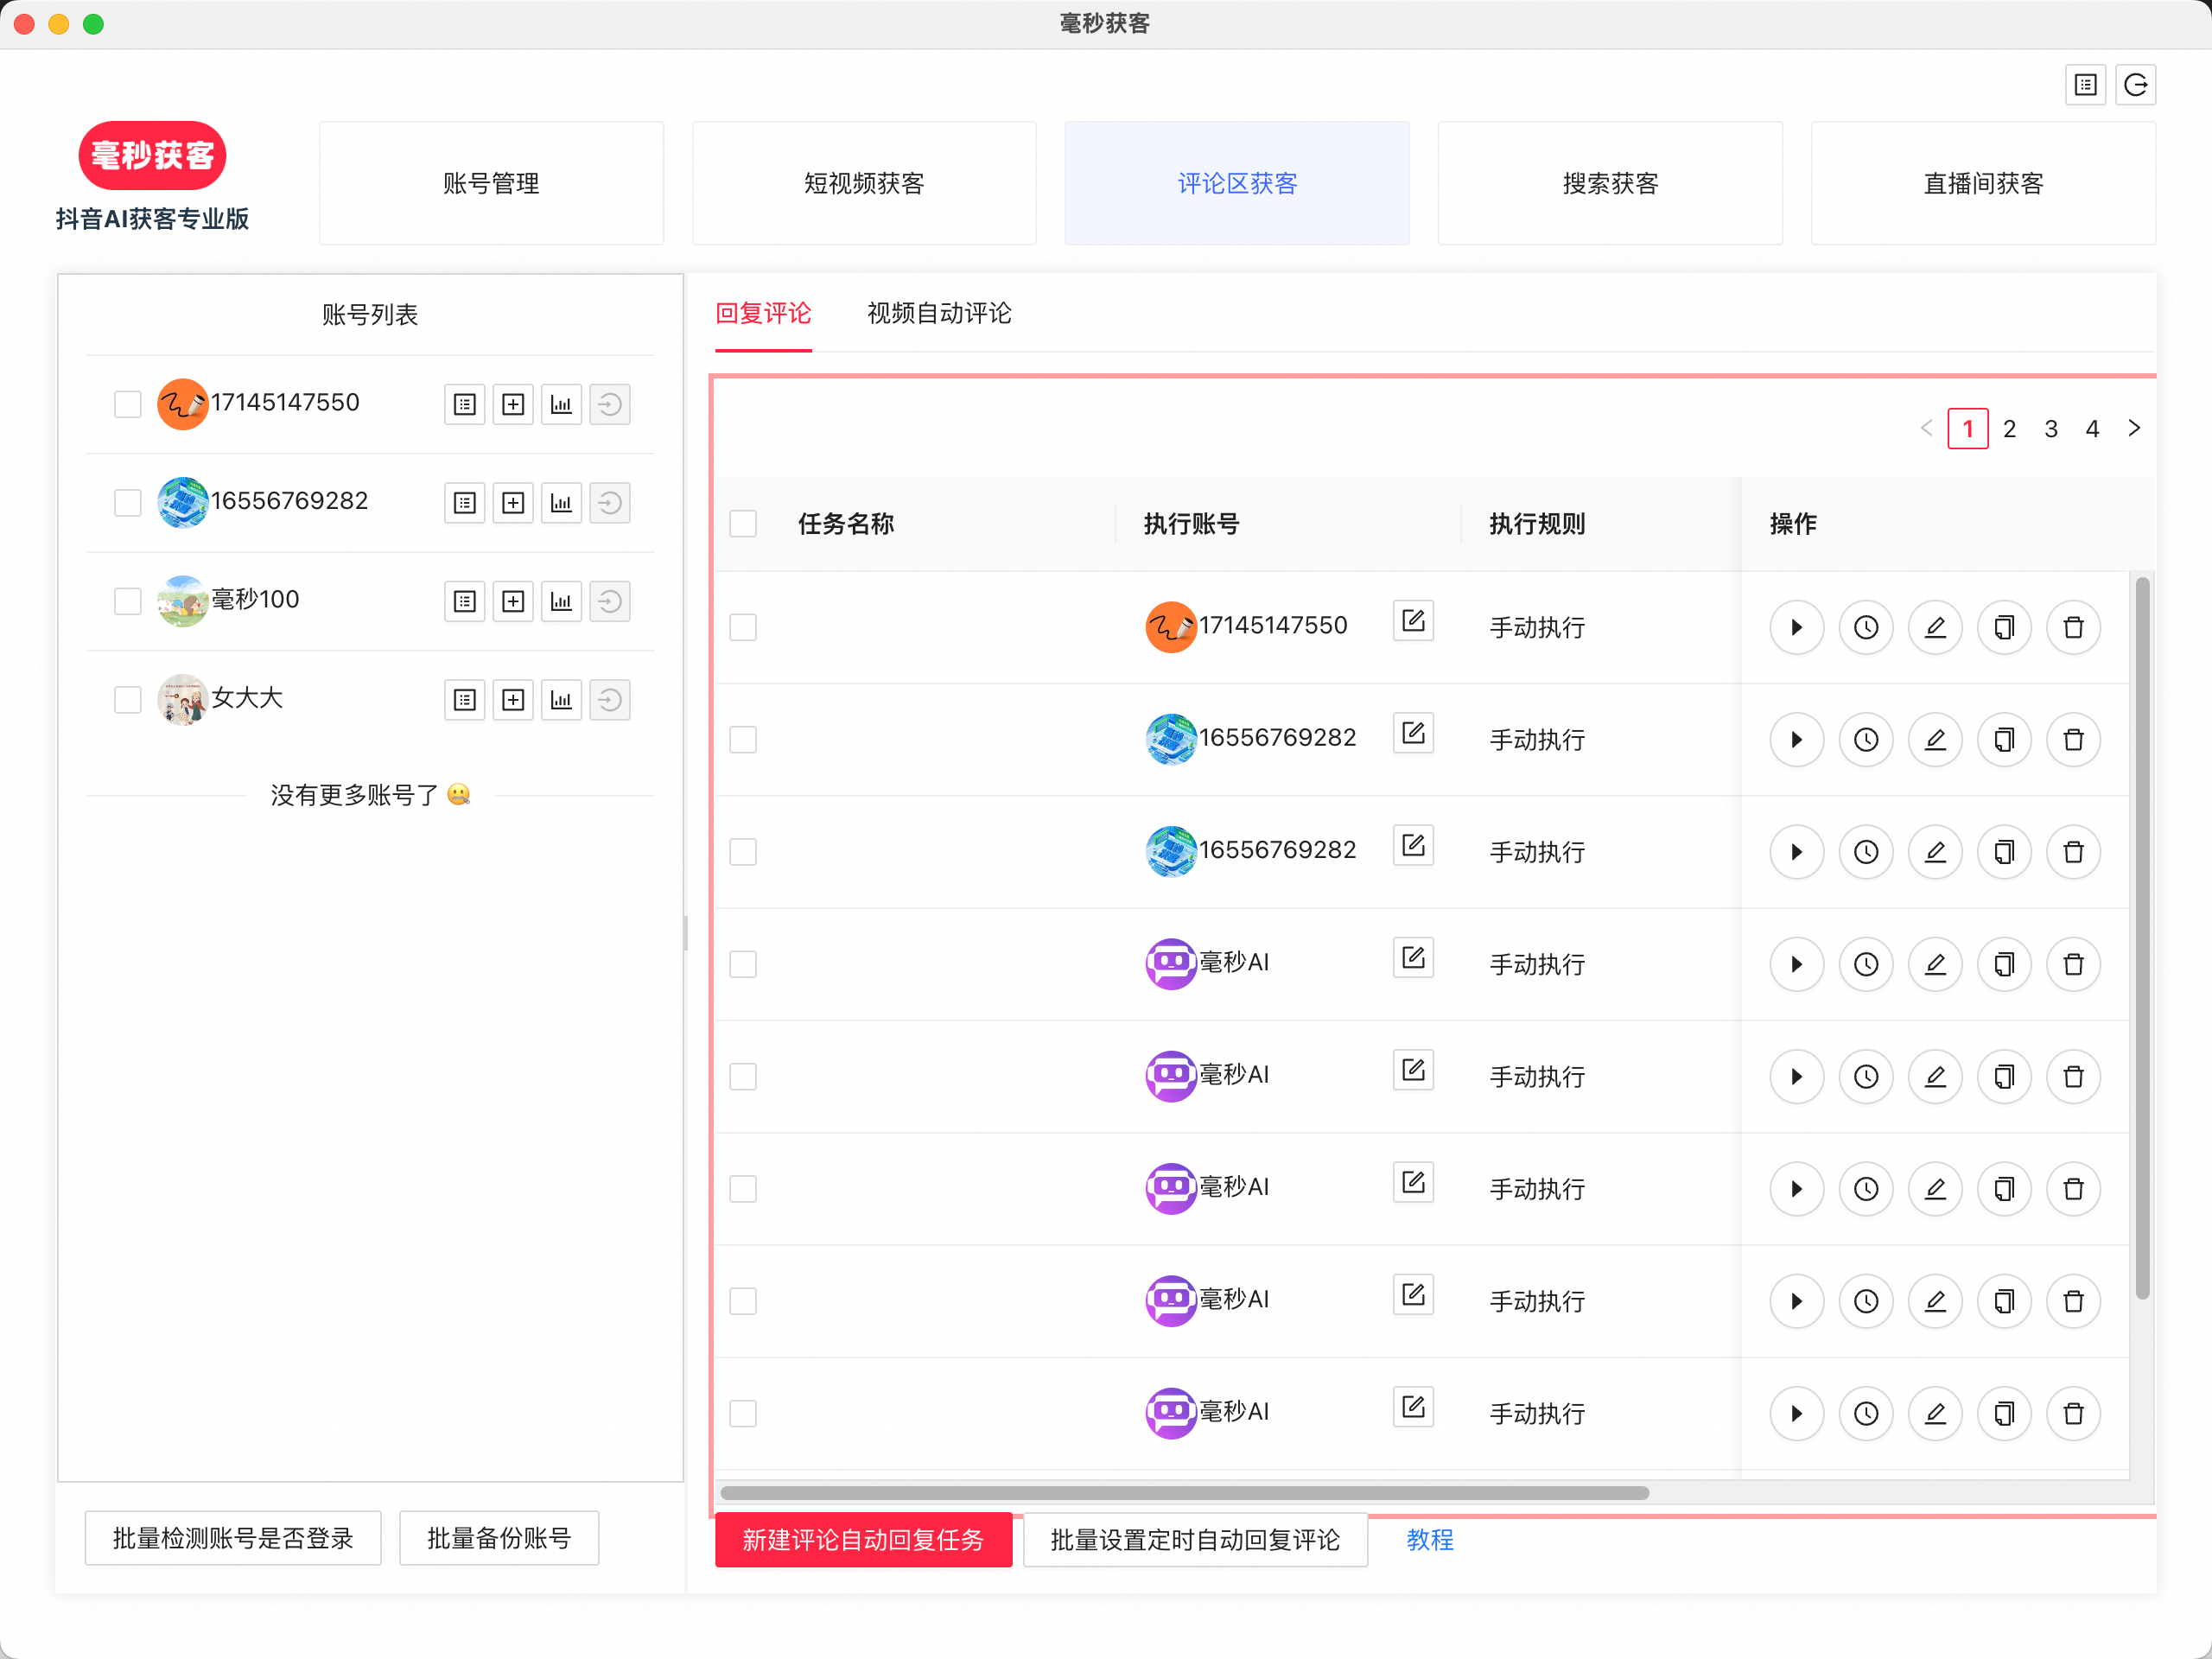 毫秒获客
毫秒获客
抖音AI获客专业版
账号管理
短视频获客
评论区获客
搜索获客
直播间获客
账号列表
17145147550
16556769282
毫秒100
女大大
没有更多账号了
批量检测账号是否登录
批量备份账号
回复评论
视频自动评论
1 2 3 4
任务名称 执行账号 执行规则 操作
17145147550 手动执行
16556769282 手动执行
16556769282 手动执行
毫秒AI 手动执行
毫秒AI 手动执行
毫秒AI 手动执行
毫秒AI 手动执行
毫秒AI 手动执行
新建评论自动回复任务
批量设置定时自动回复评论
教程